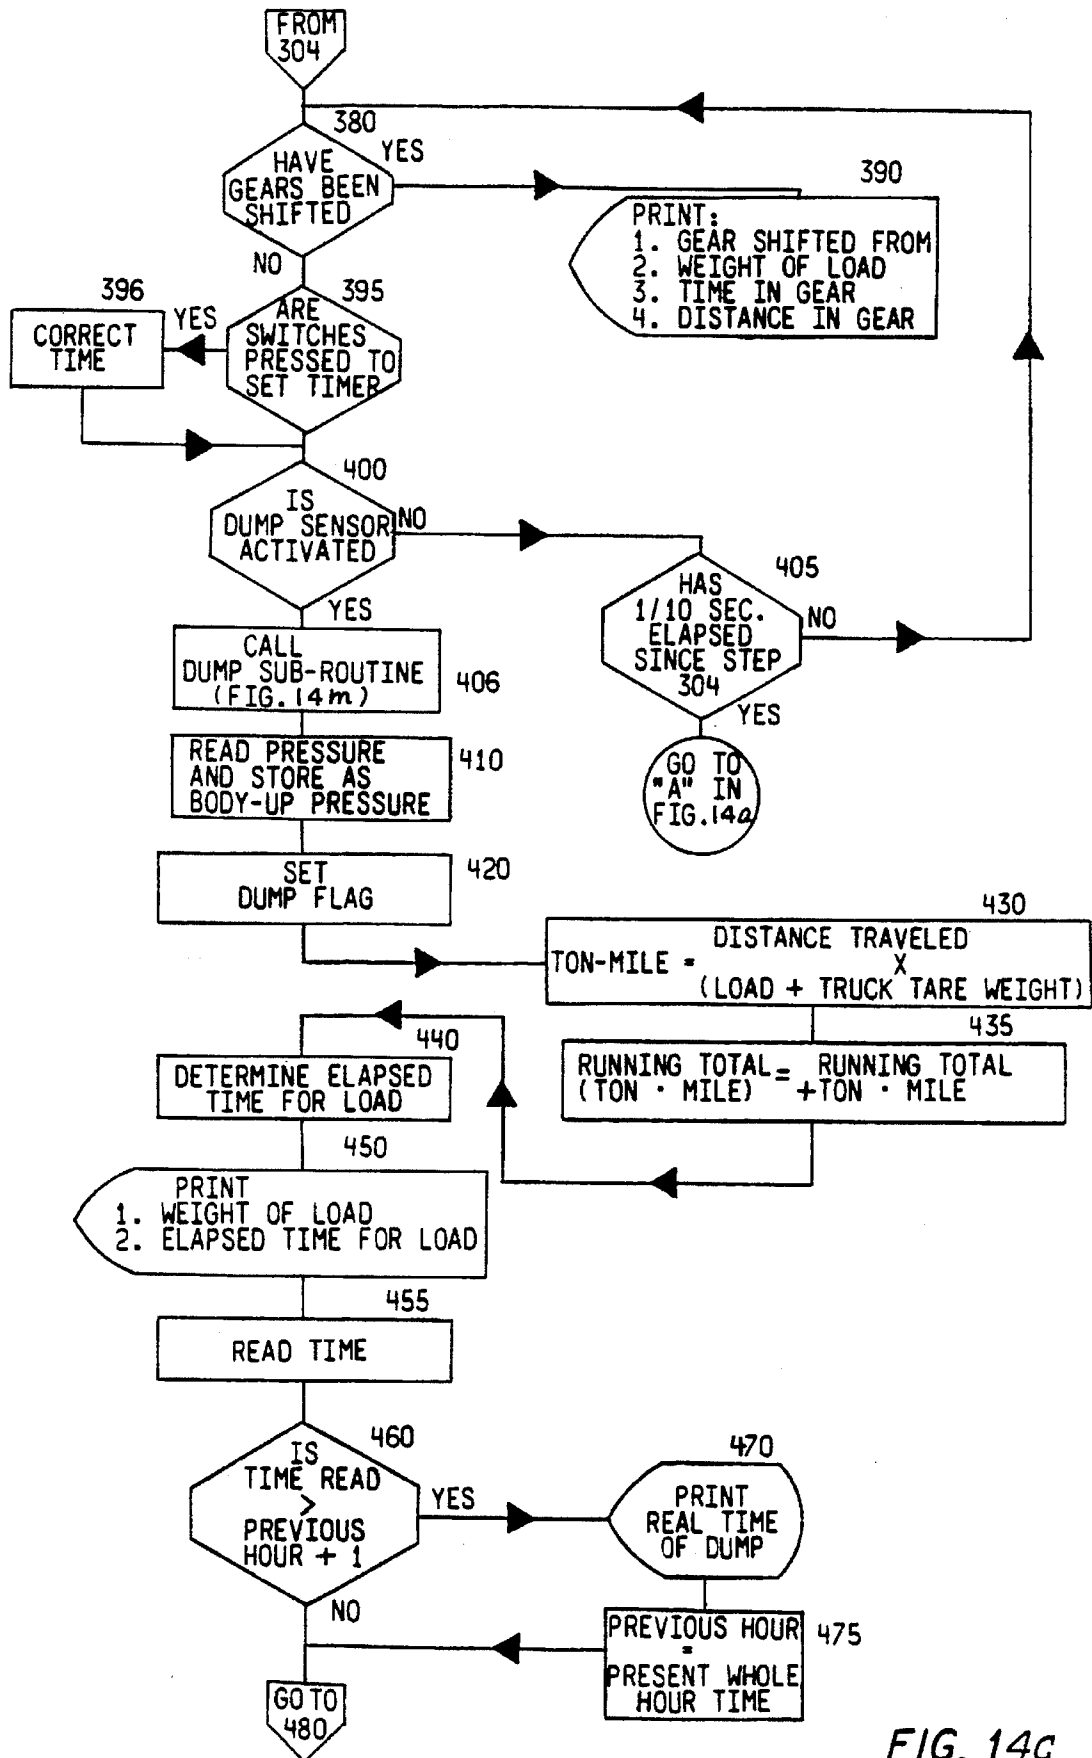 FROM
304
380
HAVE
GEARS BEEN
SHIFTED
YES
NO
390
PRINT:
1. GEAR SHIFTED FROM
2. WEIGHT OF LOAD
3. TIME IN GEAR
4. DISTANCE IN GEAR
395
ARE
SWITCHES
PRESSED TO
SET TIMER
YES
396
CORRECT
TIME
400
IS
DUMP SENSOR
ACTIVATED
NO
YES
405
HAS
1/10 SEC.
ELAPSED
SINCE STEP
304
NO
YES
GO TO
"A" IN
FIG.14a
CALL
DUMP SUB-ROUTINE
(FIG.14m)
406
READ PRESSURE
AND STORE AS
BODY-UP PRESSURE
410
SET
DUMP FLAG
420
430
DISTANCE TRAVELED
TON-MILE = X
(LOAD + TRUCK TARE WEIGHT)
435
RUNNING TOTAL = RUNNING TOTAL
(TON · MILE) +TON · MILE
440
DETERMINE ELAPSED
TIME FOR LOAD
450
PRINT
1. WEIGHT OF LOAD
2. ELAPSED TIME FOR LOAD
455
READ TIME
460
IS
TIME READ
>
PREVIOUS
HOUR + 1
YES
NO
470
PRINT
REAL TIME
OF DUMP
475
PREVIOUS HOUR
=
PRESENT WHOLE
HOUR TIME
GO TO
480
FIG. 14c